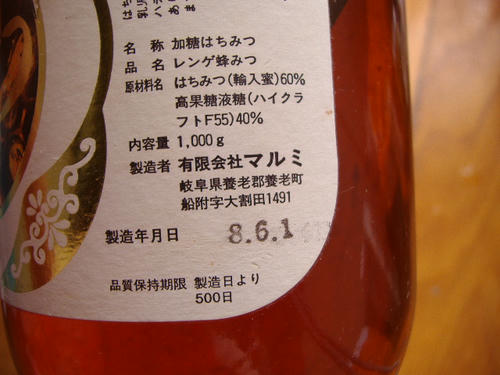 名 称 加糖はちみつ
品 名 レンゲ蜂みつ
原材料名 はちみつ(輸入蜜)60%
高果糖液糖(ハイクラ
フトF55)40%
内容量 1,000g
製造者 有限会社マルミ
岐阜県養老郡養老町
船附字大割田1491
製造年月日 8.6.1
品質保持期限 製造日より
500日